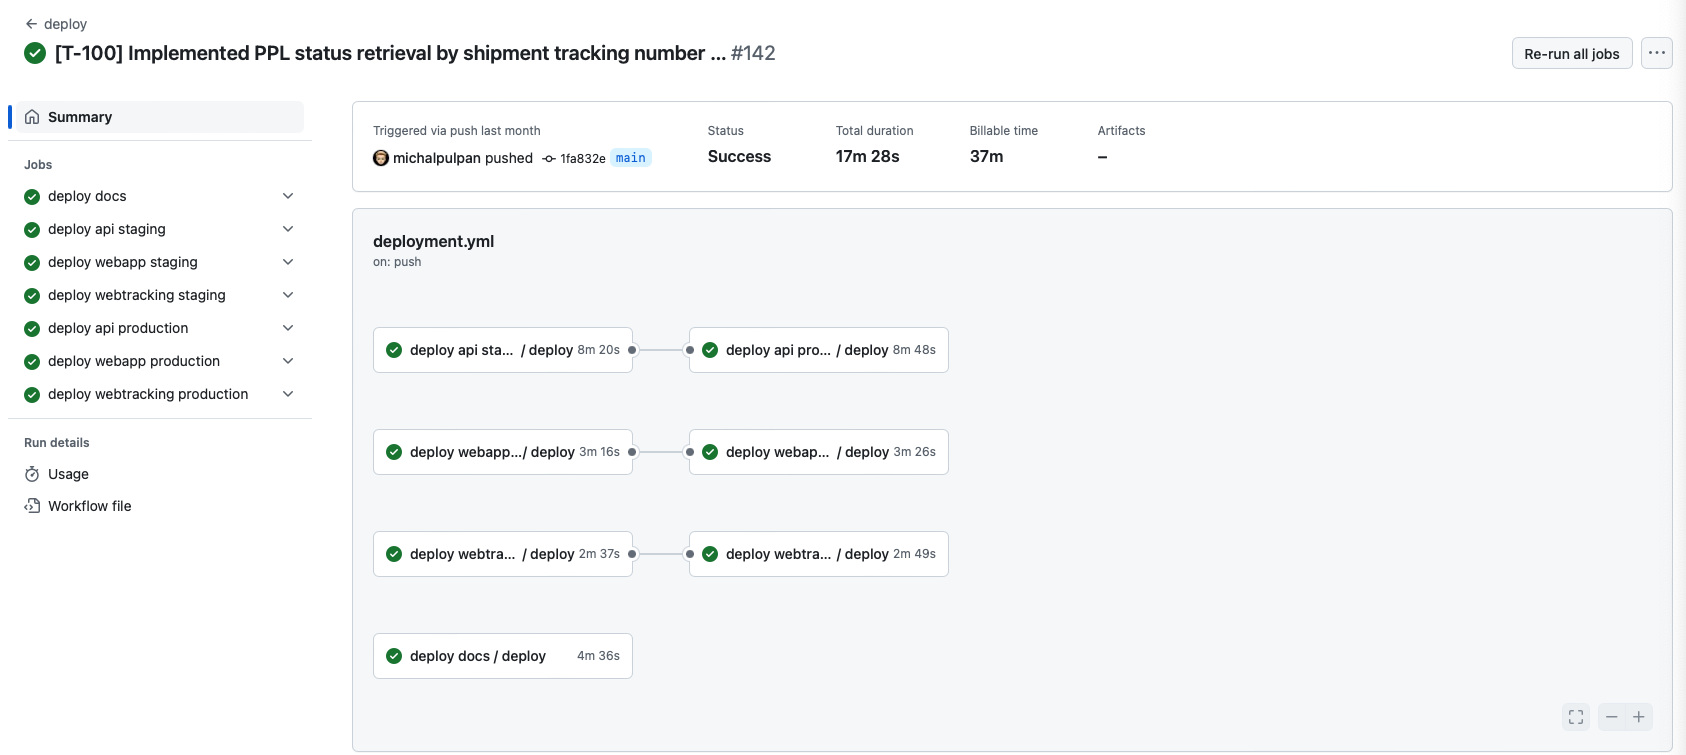 deploy
[T-100] Implemented PPL status retrieval by shipment tracking number ... #142
Re-run all jobs
Summary
Jobs
deploy docs
deploy api staging
deploy webapp staging
deploy webtracking staging
deploy api production
deploy webapp production
deploy webtracking production
Run details
Usage
Workflow file
Triggered via push last month
michalpulpan pushed 1fa832e main
Status
Success
Total duration
17m 28s
Billable time
37m
Artifacts
–
deployment.yml
on: push
deploy api sta... / deploy 8m 20s
deploy api pro... / deploy 8m 48s
deploy webapp.../ deploy 3m 16s
deploy webap... / deploy 3m 26s
deploy webtra... / deploy 2m 37s
deploy webtra... / deploy 2m 49s
deploy docs / deploy 4m 36s